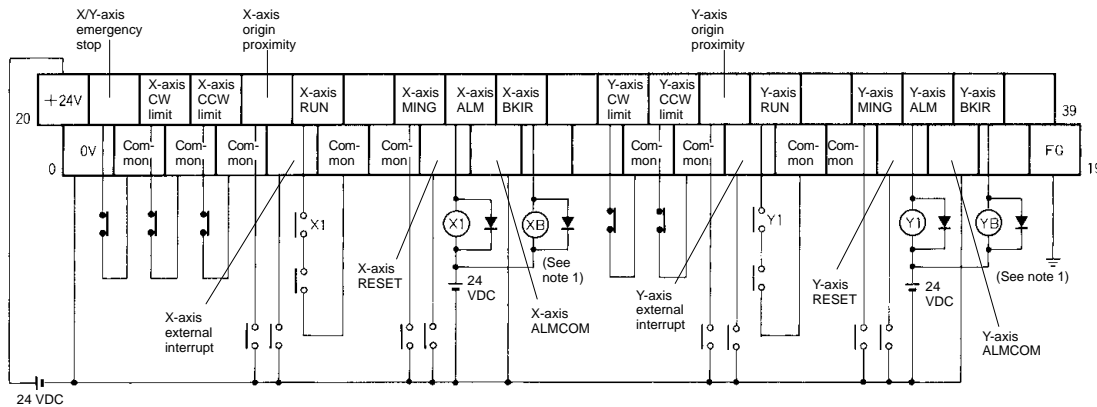 X/Y-axis
emergency
stop
X-axis
origin
proximity
Y-axis
origin
proximity
20
+24V
X-axis
CW
limit
X-axis
CCW
limit
X-axis
RUN
X-axis
MING
X-axis
ALM
X-axis
BKIR
Y-axis
CW
limit
Y-axis
CCW
limit
Y-axis
RUN
Y-axis
MING
Y-axis
ALM
Y-axis
BKIR
39
0
0V
Com-
mon
Com-
mon
Com-
mon
Com-
mon
Com-
mon
Com-
mon
Com-
mon
Com-
mon
Com-
mon
FG
19
X1
X1
XB
Y1
Y1
YB
(See
note 1)
(See note 1)
X-axis
RESET
24
VDC
X-axis
external
interrupt
X-axis
ALMCOM
Y-axis
external
interrupt
Y-axis
RESET
24
VDC
Y-axis
ALMCOM
24 VDC